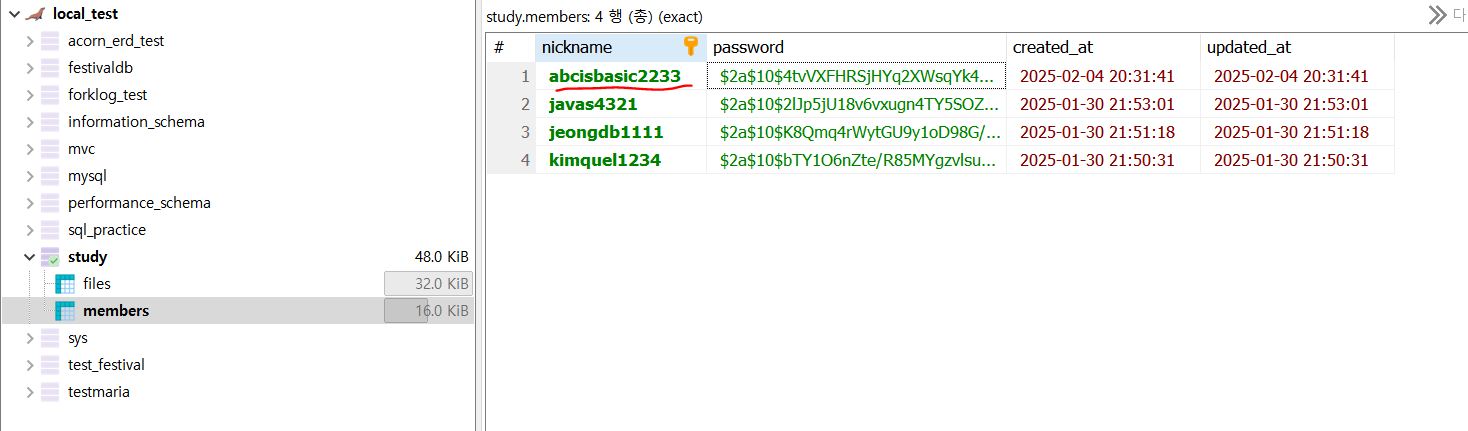 local_test
acorn_erd_test
festivaldb
forklog_test
information_schema
mvc
mysql
performance_schema
sql_practice
study 48.0 KiB
files 32.0 KiB
members 16.0 KiB
sys
test_festival
testmaria
study.members: 4 행 (총) (exact)
다
# nickname password created_at updated_at
1 abcisbasic2233 $2a$10$4tvVXFHRSjHYq2XWsqYk4... 2025-02-04 20:31:41 2025-02-04 20:31:41
2 javas4321 $2a$10$2lJp5jU18v6vxugn4TY5SOZ... 2025-01-30 21:53:01 2025-01-30 21:53:01
3 jeongdb1111 $2a$10$K8Qmq4rWytGU9y1oD98G/... 2025-01-30 21:51:18 2025-01-30 21:51:18
4 kimquel1234 $2a$10$bTY1O6nZte/R85MYgzvlsu... 2025-01-30 21:50:31 2025-01-30 21:50:31